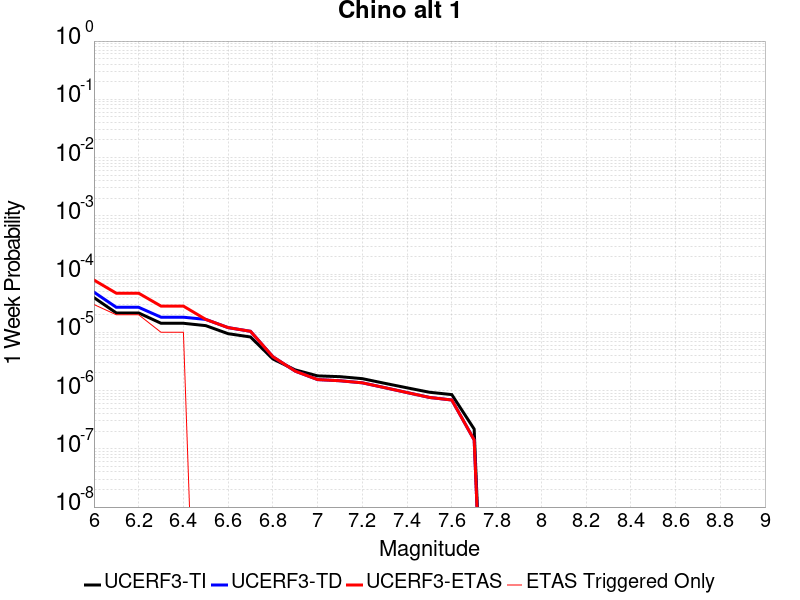 Chino alt 1
10^0
10^-1
10^-2
10^-3
10^-4
10^-5
10^-6
10^-7
10^-8
1 Week Probability
6 6.2 6.4 6.6 6.8 7 7.2 7.4 7.6 7.8 8 8.2 8.4 8.6 8.8 9
Magnitude
UCERF3-TI UCERF3-TD UCERF3-ETAS ETAS Triggered Only